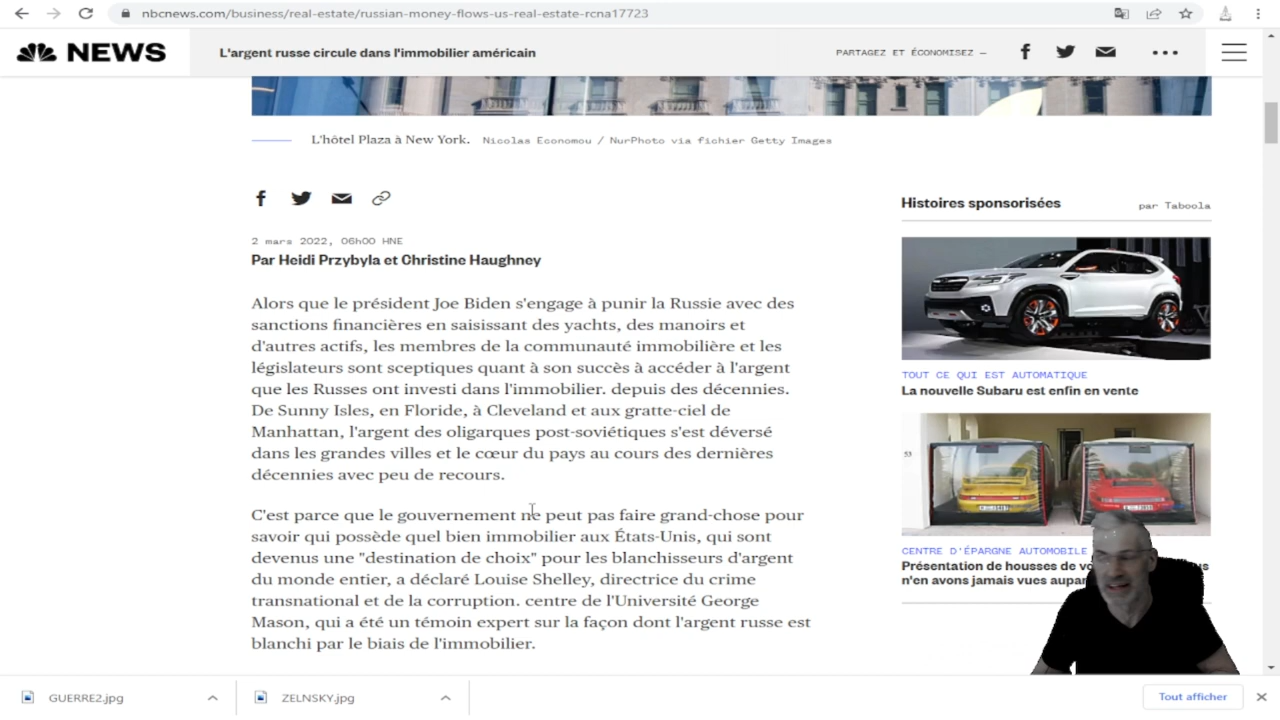 nbcnews.com/business/real-estate/russian-money-flows-us-real-estate-rcna17723
NEWS
L'argent russe circule dans l'immobilier américain
PARTAGEZ ET ÉCONOMISEZ —
L'hôtel Plaza à New York. Nicolas Economou / NurPhoto via fichier Getty Images
2 mars 2022, 06h00 HNE
Par Heidi Przybyla et Christine Haughney
Alors que le président Joe Biden s'engage à punir la Russie avec des
sanctions financières en saisissant des yachts, des manoirs et
d'autres actifs, les membres de la communauté immobilière et les
législateurs sont sceptiques quant à son succès à accéder à l'argent
que les Russes ont investi dans l'immobilier. depuis des décennies.
De Sunny Isles, en Floride, à Cleveland et aux gratte-ciel de
Manhattan, l'argent des oligarques post-soviétiques s'est déversé
dans les grandes villes et le cœur du pays au cours des dernières
décennies avec peu de recours.
C'est parce que le gouvernement ne peut pas faire grand-chose pour
savoir qui possède quel bien immobilier aux États-Unis, qui sont
devenus une "destination de choix" pour les blanchisseurs d'argent
du monde entier, a déclaré Louise Shelley, directrice du crime
transnational et de la corruption. centre de l'Université George
Mason, qui a été un témoin expert sur la façon dont l'argent russe est
blanchi par le biais de l'immobilier.
Histoires sponsorisées
par Taboola
TOUT CE QUI EST AUTOMATIQUE
La nouvelle Subaru est enfin en vente
53
CENTRE D'ÉPARGNE AUTOMOBILE
Présentation de housses de
n'en avons jamais vues
GUERRE2.jpg
ZELNSKY.jpg
Tout afficher